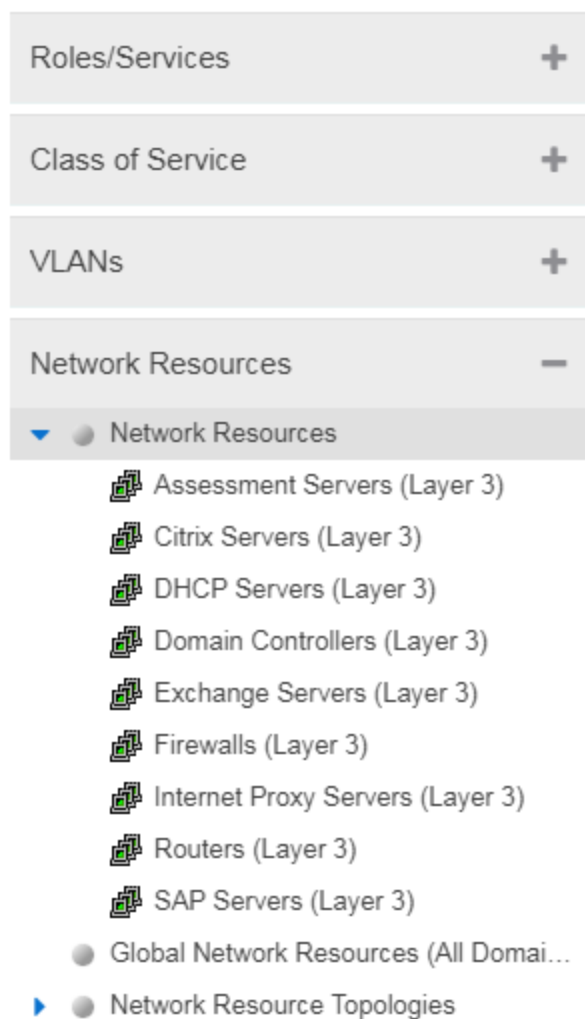 Roles/Services
Class of Service
VLANs
Network Resources
Network Resources
Assessment Servers (Layer 3)
Citrix Servers (Layer 3)
DHCP Servers (Layer 3)
Domain Controllers (Layer 3)
Exchange Servers (Layer 3)
Firewalls (Layer 3)
Internet Proxy Servers (Layer 3)
Routers (Layer 3)
SAP Servers (Layer 3)
Global Network Resources (All Domai...
Network Resource Topologies